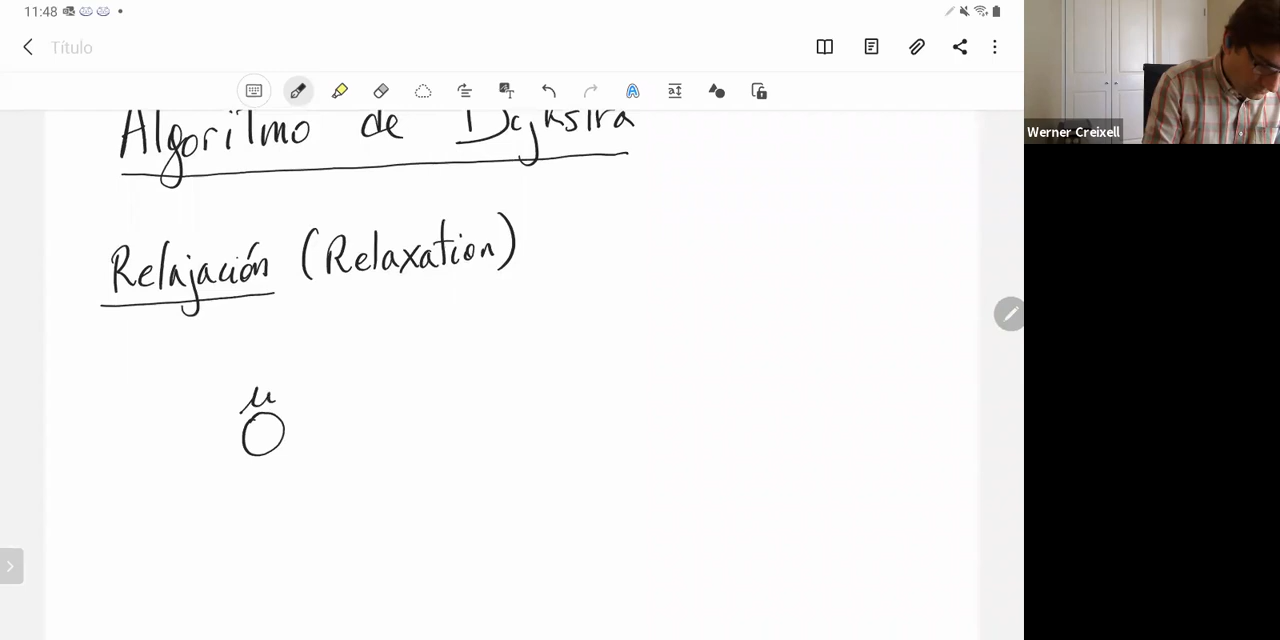 11:48
Título
Algoritmo de Dijkstra
Relajación (Relaxation)
u
Werner Creixell